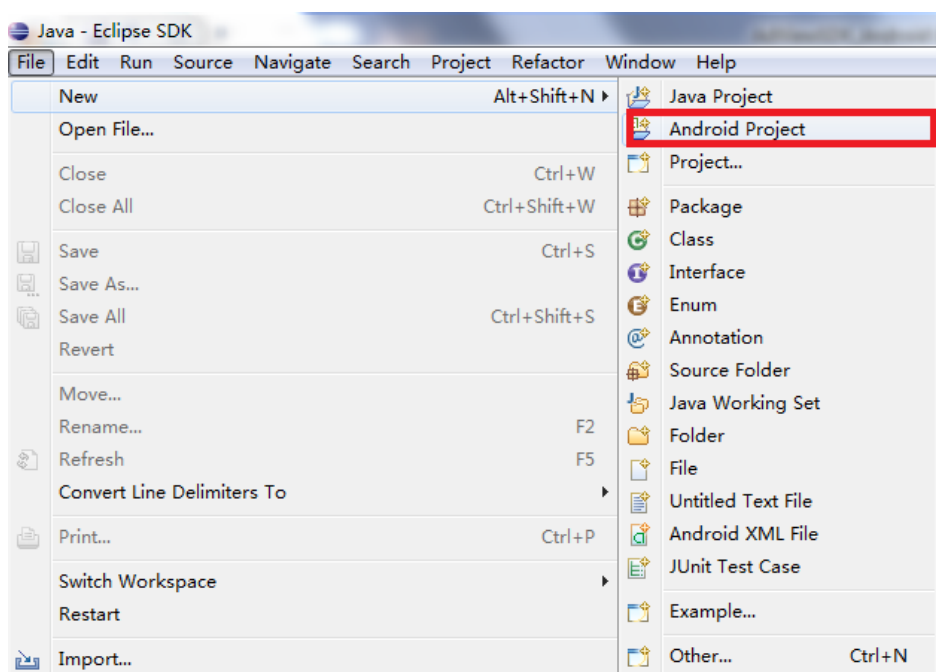 Java - Eclipse SDK
File Edit Run Source Navigate Search Project Refactor Window Help
New Alt+Shift+N
Open File...
Close Ctrl+W
Close All Ctrl+Shift+W
Save Ctrl+S
Save As...
Save All Ctrl+Shift+S
Revert
Move...
Rename... F2
Refresh F5
Convert Line Delimiters To
Print... Ctrl+P
Switch Workspace
Restart
Import...
Java Project
Android Project
Project...
Package
Class
Interface
Enum
Annotation
Source Folder
Java Working Set
Folder
File
Untitled Text File
Android XML File
JUnit Test Case
Example...
Other... Ctrl+N